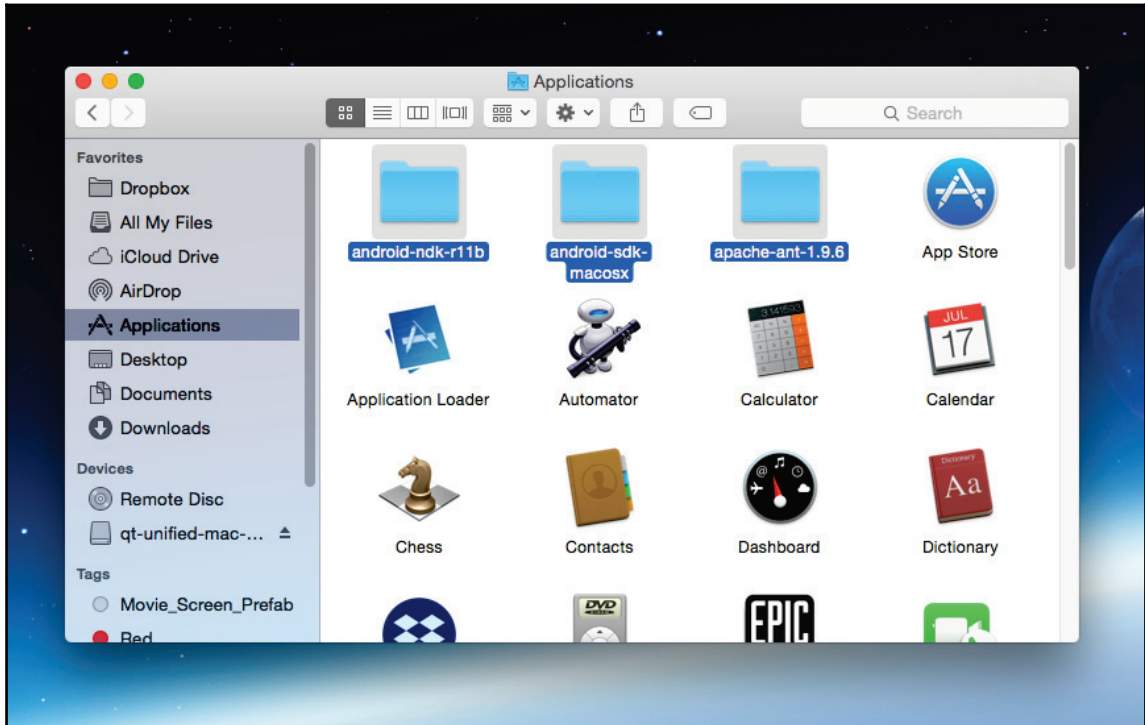 Applications
Search
Favorites
Dropbox
All My Files
iCloud Drive
AirDrop
Applications
Desktop
Documents
Downloads
Devices
Remote Disc
qt-unified-mac-...
Tags
Movie_Screen_Prefab
Red
android-ndk-r11b
android-sdk-
macosx
apache-ant-1.9.6
App Store
Application Loader
Automator
3.141593
Calculator
JUL
17
Calendar
Chess
Contacts
Dashboard
Dictionary
Aa
Dictionary
DVD
EPIC